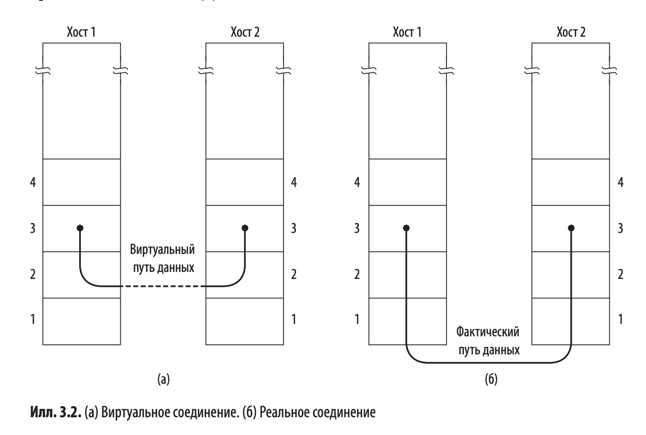 Хост 1
Хост 2
4
4
3
3
2
2
1
1
Виртуальный
путь данных
(а)
Хост 1
Хост 2
4
4
3
3
2
2
1
1
Фактический
путь данных
(б)
Илл. 3.2. (а) Виртуальное соединение. (б) Реальное соединение